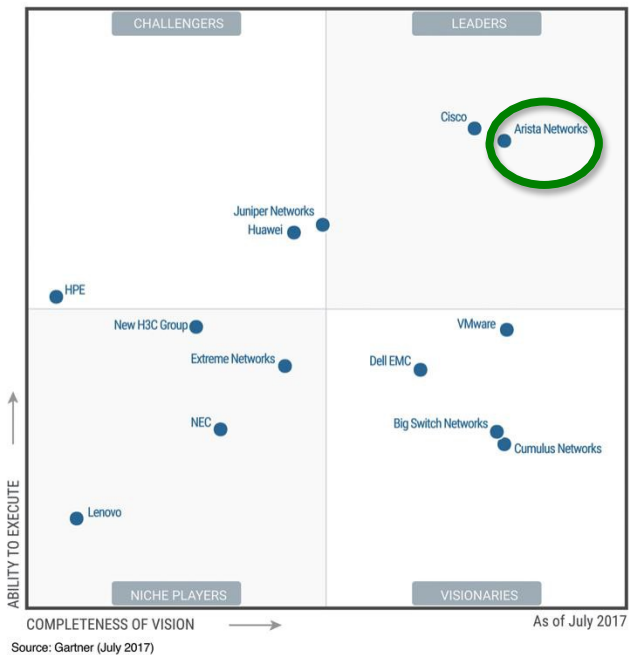 CHALLENGERS
LEADERS
Cisco
Arista Networks
Juniper Networks
Huawei
HPE
New H3C Group
VMware
Extreme Networks
Dell EMC
NEC
Big Switch Networks
Cumulus Networks
Lenovo
ABILITY TO EXECUTE
NICHE PLAYERS
VISIONARIES
COMPLETENESS OF VISION
As of July 2017
Source: Gartner (July 2017)